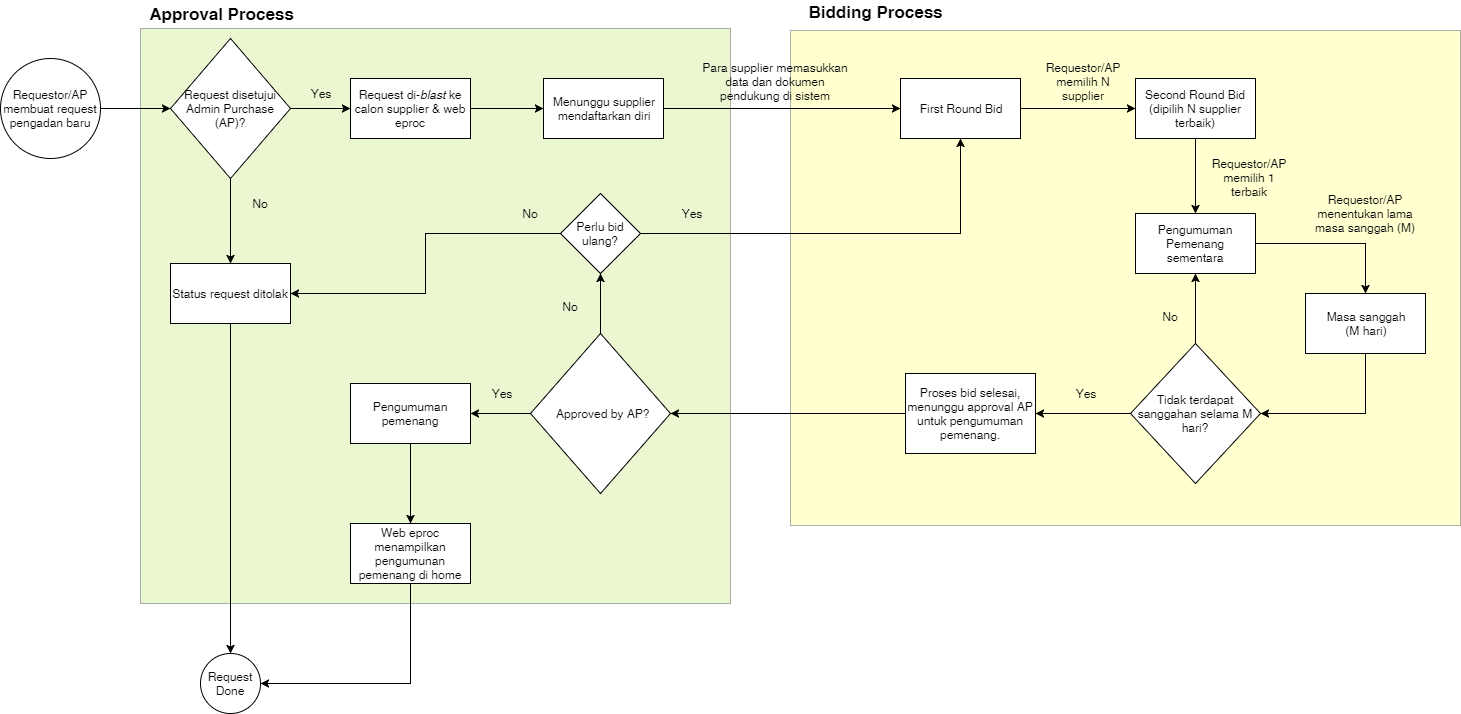 Approval Process
Bidding Process
Requestor/AP
membuat request
pengadan baru
Request disetujui
Admin Purchase
(AP)?
Yes
Request di-blast ke
calon supplier & web
eproc
Menunggu supplier
mendaftarkan diri
Para supplier memasukkan
data dan dokumen
pendukung di sistem
First Round Bid
Requestor/AP
memilih N
supplier
Second Round Bid
(dipilih N supplier
terbaik)
No
Requestor/AP
memilih 1
terbaik
No
Perlu bid
ulang?
Yes
Pengumuman
Pemenang
sementara
Requestor/AP
menentukan lama
masa sanggah (M)
Status request ditolak
No
No
Masa sanggah
(M hari)
Pengumuman
pemenang
Yes
Approved by AP?
Proses bid selesai,
menunggu approval AP
untuk pengumuman
pemenang.
Yes
Tidak terdapat
sanggahan selama M
hari?
Web eproc
menampilkan
pengumunan
pemenang di home
Request
Done